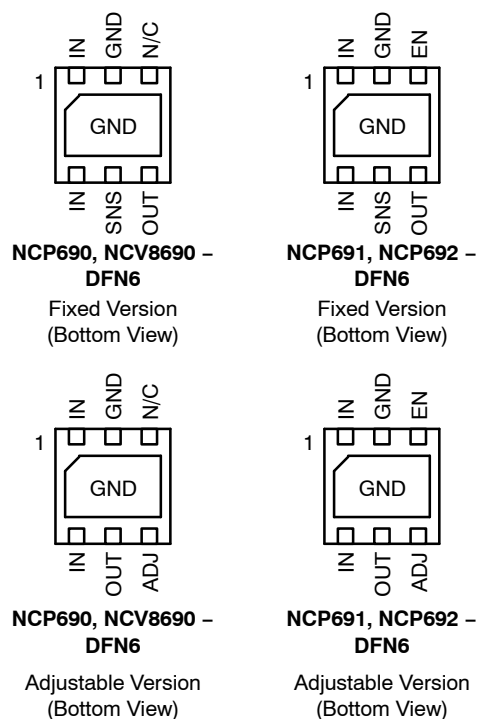 IN GND N/C
1
GND
IN SNS OUT
NCP690, NCV8690 –
DFN6
Fixed Version
(Bottom View)
IN GND EN
1
GND
IN SNS OUT
NCP691, NCP692 –
DFN6
Fixed Version
(Bottom View)
IN GND N/C
1
GND
IN OUT ADJ
NCP690, NCV8690 –
DFN6
Adjustable Version
(Bottom View)
IN GND EN
1
GND
IN OUT ADJ
NCP691, NCP692 –
DFN6
Adjustable Version
(Bottom View)